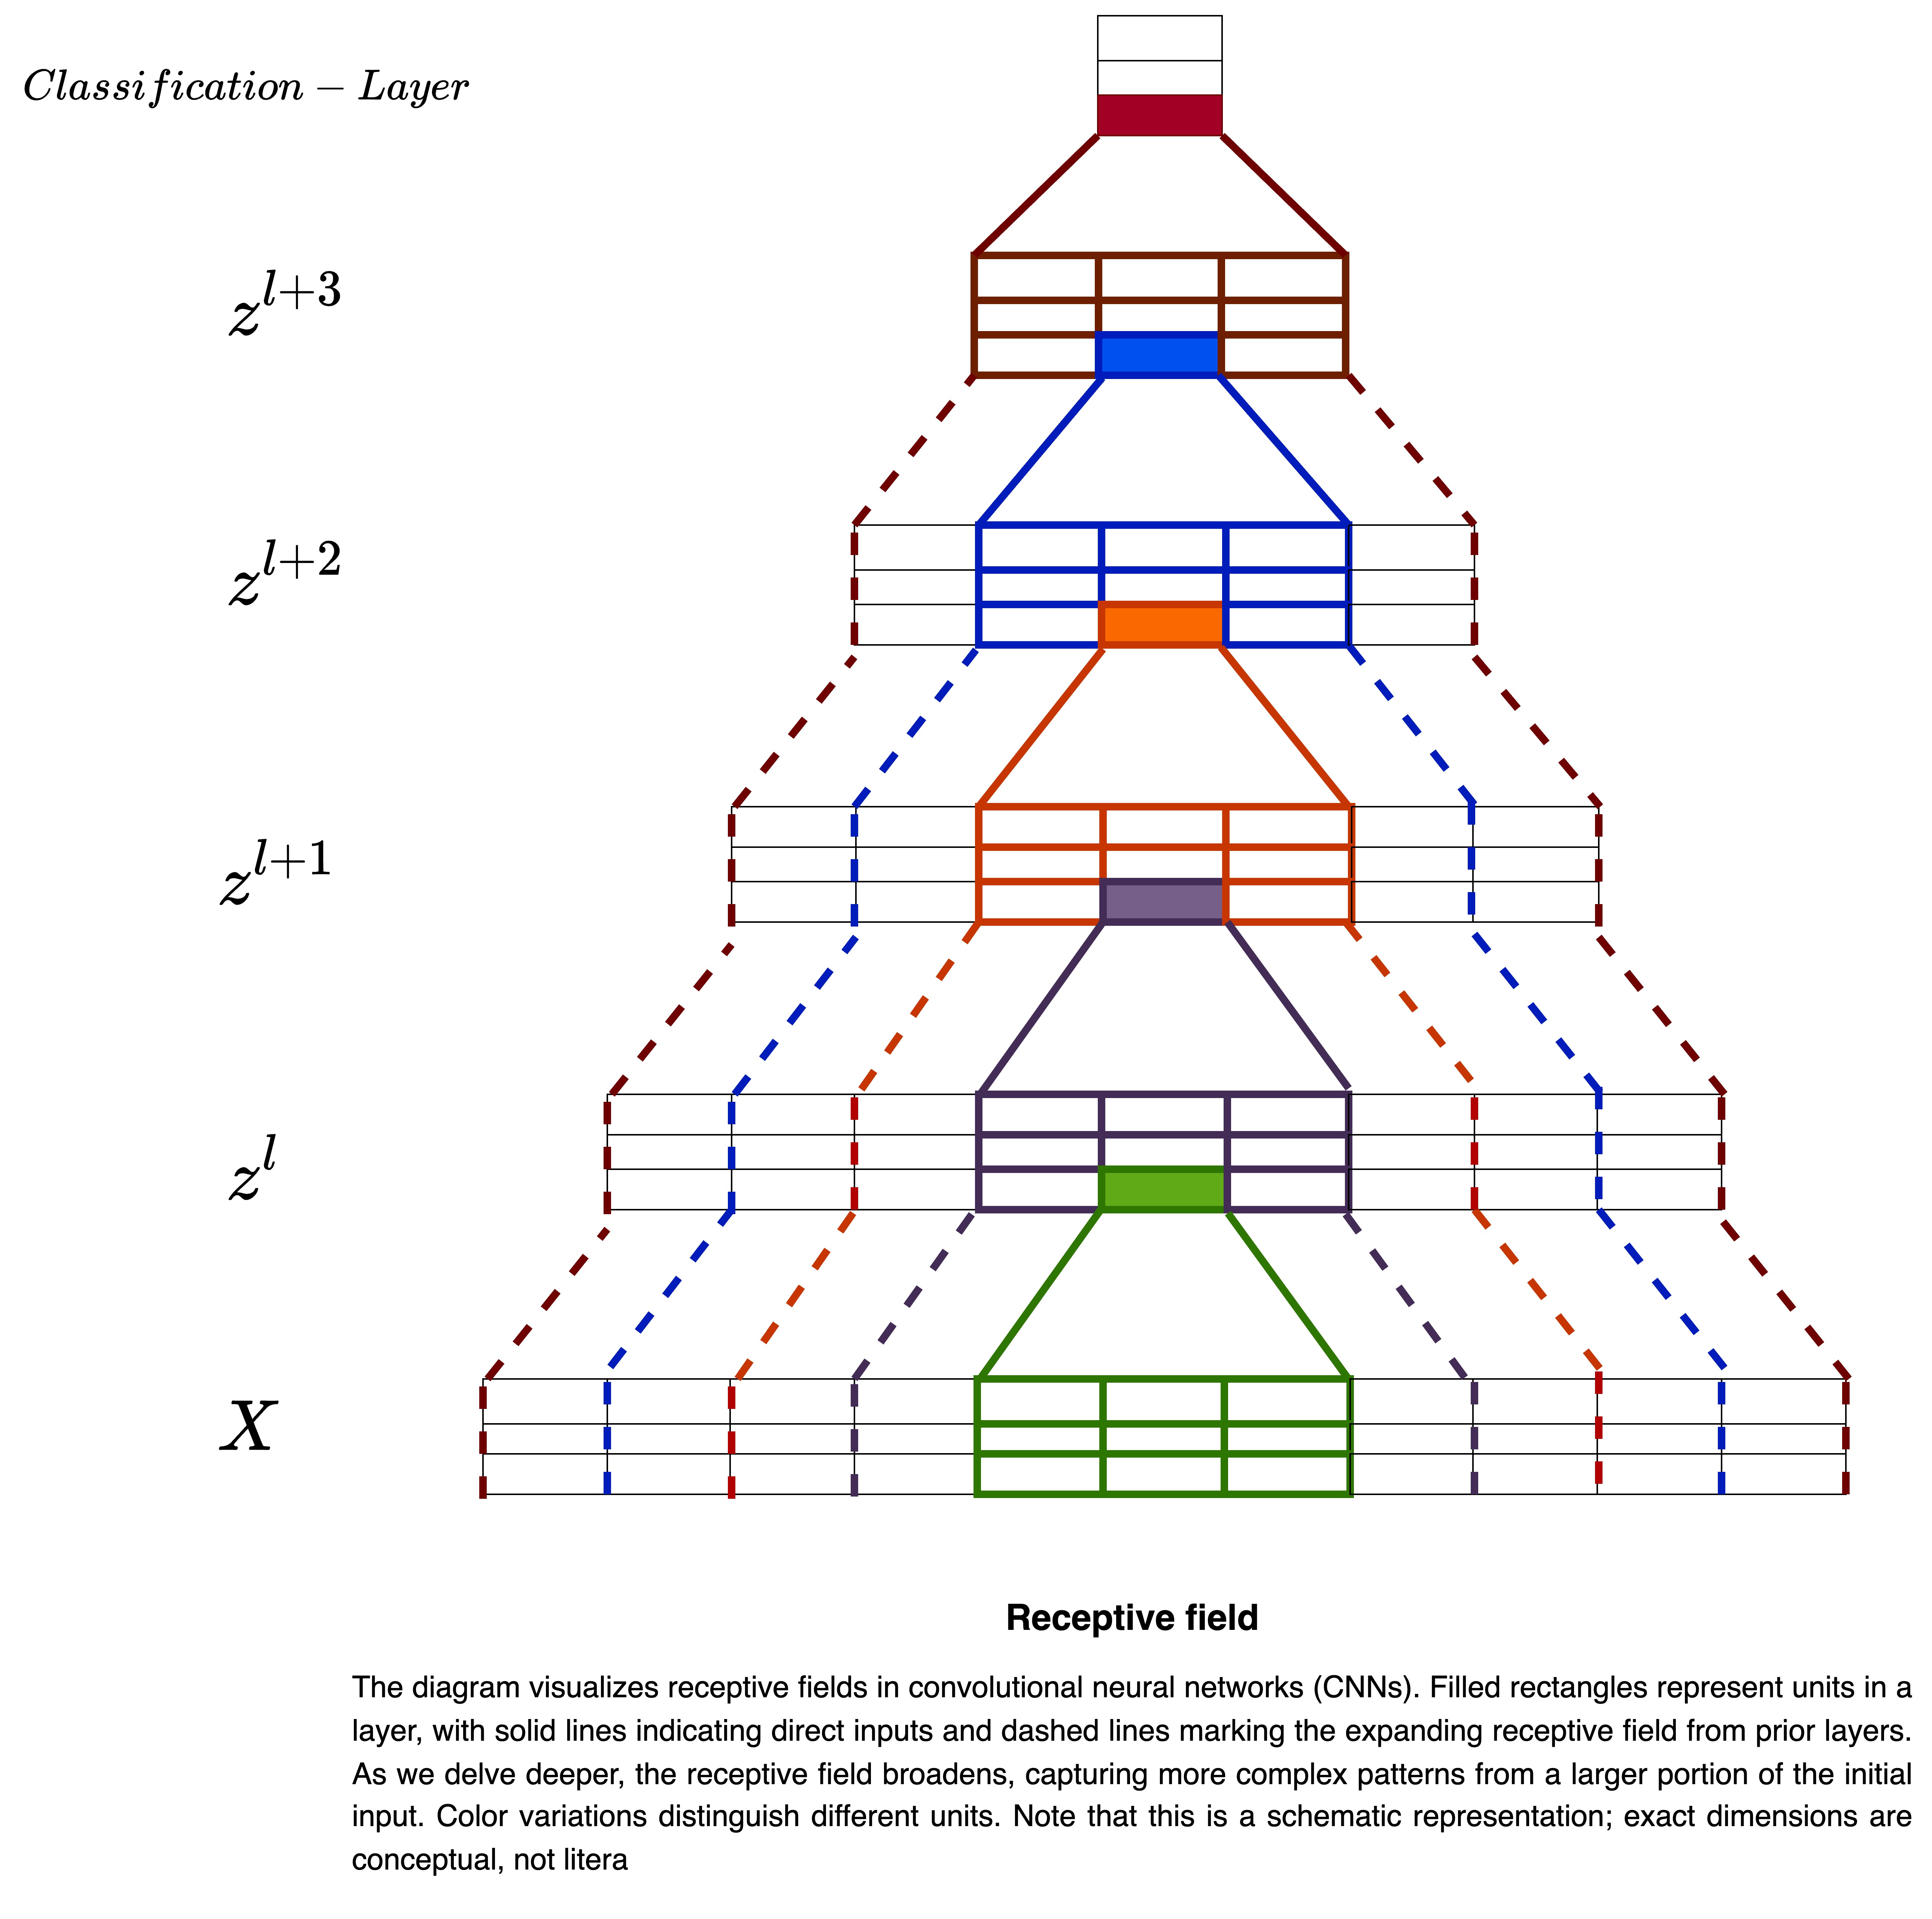 Classification − Layer
z^{l+3}
z^{l+2}
z^{l+1}
z^{l}
X
Receptive field
The diagram visualizes receptive fields in convolutional neural networks (CNNs). Filled rectangles represent units in a
layer, with solid lines indicating direct inputs and dashed lines marking the expanding receptive field from prior layers.
As we delve deeper, the receptive field broadens, capturing more complex patterns from a larger portion of the initial
input. Color variations distinguish different units. Note that this is a schematic representation; exact dimensions are
conceptual, not litera